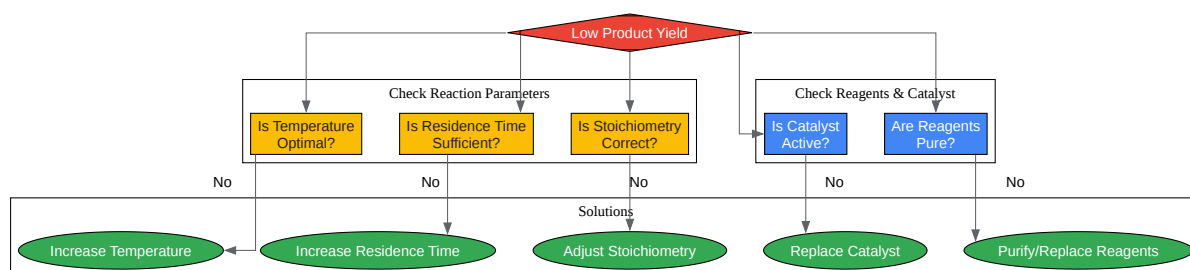 Low Product Yield
Check Reaction Parameters
Check Reagents & Catalyst
Is Temperature
Optimal?
Is Residence Time
Sufficient?
Is Stoichiometry
Correct?
Is Catalyst
Active?
Are Reagents
Pure?
No
No
No
No
No
Solutions
Increase Temperature
Increase Residence Time
Adjust Stoichiometry
Replace Catalyst
Purify/Replace Reagents